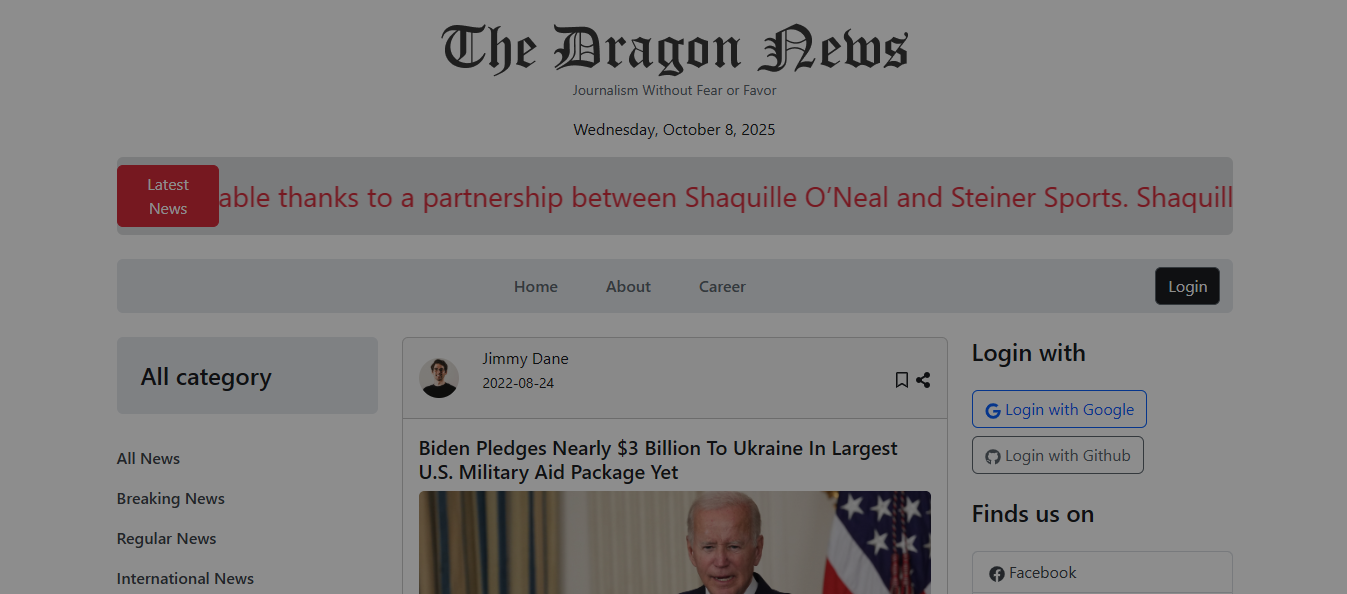 The Dragon News
Journalism Without Fear or Favor
Wednesday, October 8, 2025
Latest
News
able thanks to a partnership between Shaquille O’Neal and Steiner Sports. Shaquill
Home
About
Career
Login
All category
All News
Breaking News
Regular News
International News
Jimmy Dane
2022-08-24
Biden Pledges Nearly $3 Billion To Ukraine In Largest
U.S. Military Aid Package Yet
Login with
Login with Google
Login with Github
Finds us on
Facebook